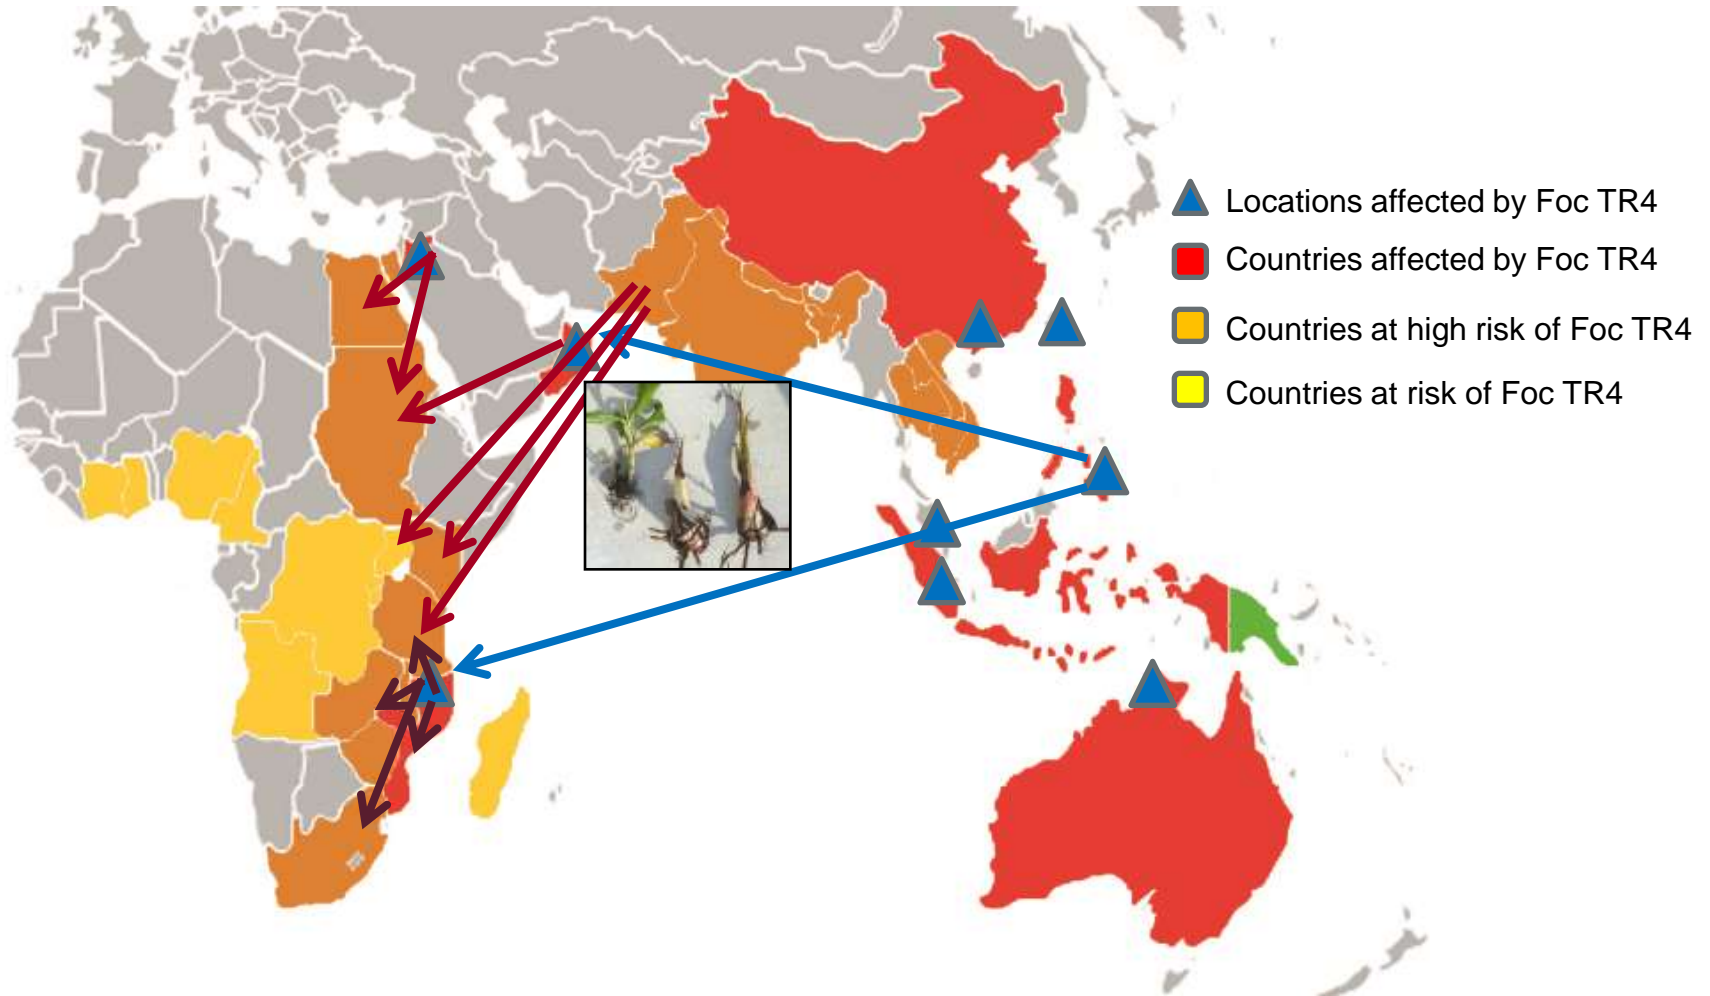 Locations affected by Foc TR4
Countries affected by Foc TR4
Countries at high risk of Foc TR4
Countries at risk of Foc TR4